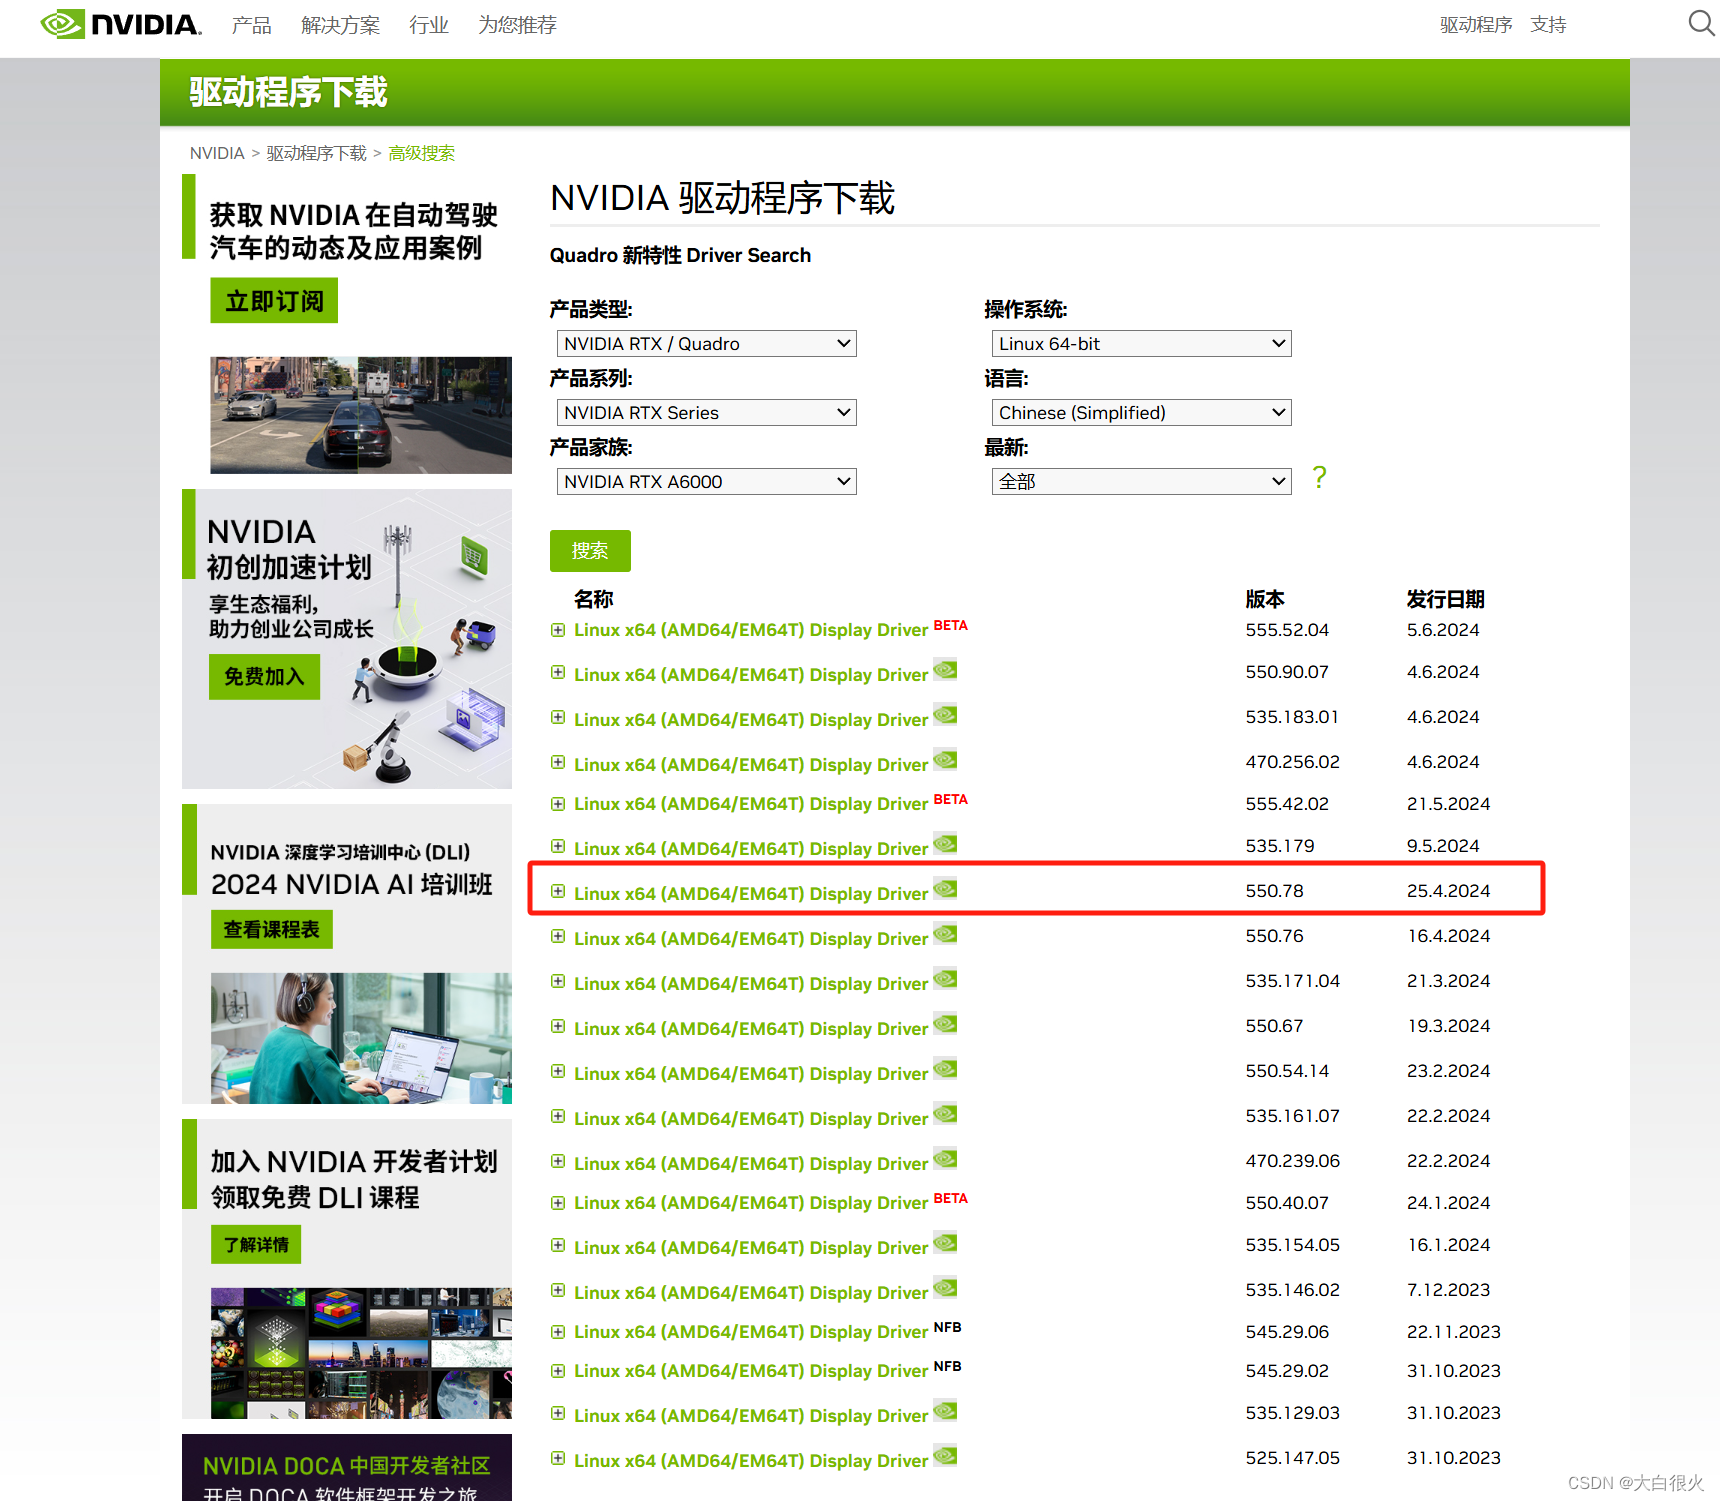 NVIDIA. 产品 解决方案 行业 为您推荐 驱动程序 支持
驱动程序下载
NVIDIA > 驱动程序下载 > 高级搜索
获取 NVIDIA 在自动驾驶
汽车的动态及应用案例
立即订阅
NVIDIA
初创加速计划
享生态福利,
助力创业公司成长
免费加入
NVIDIA 深度学习培训中心 (DLI)
2024 NVIDIA AI 培训班
查看课程表
加入 NVIDIA 开发者计划
领取免费 DLI 课程
了解详情
NVIDIA DOCA 中国开发者社区
开启 DOCA 软件框架开发之旅
NVIDIA 驱动程序下载
Quadro 新特性 Driver Search
产品类型: 操作系统:
NVIDIA RTX / Quadro Linux 64-bit
产品系列: 语言:
NVIDIA RTX Series Chinese (Simplified)
产品家族: 最新:
NVIDIA RTX A6000 全部 ?
搜索
名称 版本 发行日期
Linux x64 (AMD64/EM64T) Display Driver BETA 555.52.04 5.6.2024
Linux x64 (AMD64/EM64T) Display Driver 550.90.07 4.6.2024
Linux x64 (AMD64/EM64T) Display Driver 535.183.01 4.6.2024
Linux x64 (AMD64/EM64T) Display Driver 470.256.02 4.6.2024
Linux x64 (AMD64/EM64T) Display Driver BETA 555.42.02 21.5.2024
Linux x64 (AMD64/EM64T) Display Driver 535.179 9.5.2024
Linux x64 (AMD64/EM64T) Display Driver 550.78 25.4.2024
Linux x64 (AMD64/EM64T) Display Driver 550.76 16.4.2024
Linux x64 (AMD64/EM64T) Display Driver 535.171.04 21.3.2024
Linux x64 (AMD64/EM64T) Display Driver 550.67 19.3.2024
Linux x64 (AMD64/EM64T) Display Driver 550.54.14 23.2.2024
Linux x64 (AMD64/EM64T) Display Driver 535.161.07 22.2.2024
Linux x64 (AMD64/EM64T) Display Driver 470.239.06 22.2.2024
Linux x64 (AMD64/EM64T) Display Driver BETA 550.40.07 24.1.2024
Linux x64 (AMD64/EM64T) Display Driver 535.154.05 16.1.2024
Linux x64 (AMD64/EM64T) Display Driver 535.146.02 7.12.2023
Linux x64 (AMD64/EM64T) Display Driver NFB 545.29.06 22.11.2023
Linux x64 (AMD64/EM64T) Display Driver NFB 545.29.02 31.10.2023
Linux x64 (AMD64/EM64T) Display Driver 535.129.03 31.10.2023
Linux x64 (AMD64/EM64T) Display Driver 525.147.05 31.10.2023
CSDN @大白很火